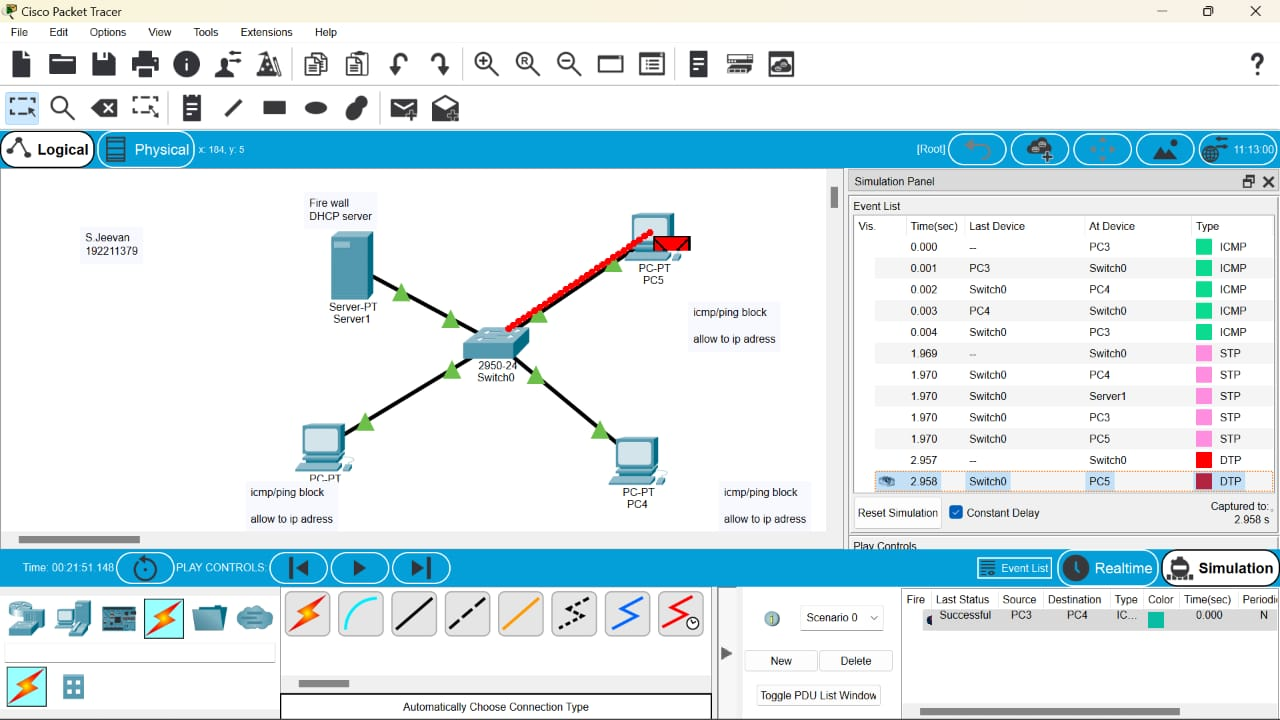 Cisco Packet Tracer
File Edit Options View Tools Extensions Help
Logical Physical x: 184, y: 5 [Root] 11:13:00
S.Jeevan
192211379
Fire wall
DHCP server
Server-PT
Server1
PC-PT
PC5
icmp/ping block
allow to ip adress
2950-24
Switch0
PC-PT
icmp/ping block
allow to ip adress
PC-PT
PC4
icmp/ping block
allow to ip adress
Simulation Panel
Event List
Vis. Time(sec) Last Device At Device Type
0.000 -- PC3 ICMP
0.001 PC3 Switch0 ICMP
0.002 Switch0 PC4 ICMP
0.003 PC4 Switch0 ICMP
0.004 Switch0 PC3 ICMP
1.969 -- Switch0 STP
1.970 Switch0 PC4 STP
1.970 Switch0 Server1 STP
1.970 Switch0 PC3 STP
1.970 Switch0 PC5 STP
2.957 -- Switch0 DTP
2.958 Switch0 PC5 DTP
Reset Simulation Constant Delay Captured to:
2.958 s
Play Controls
Time: 00:21:51.148 PLAY CONTROLS: Event List Realtime Simulation
Scenario 0
New Delete
Toggle PDU List Window
Fire Last Status Source Destination Type Color Time(sec) Periodi
Successful PC3 PC4 IC... 0.000 N
Automatically Choose Connection Type